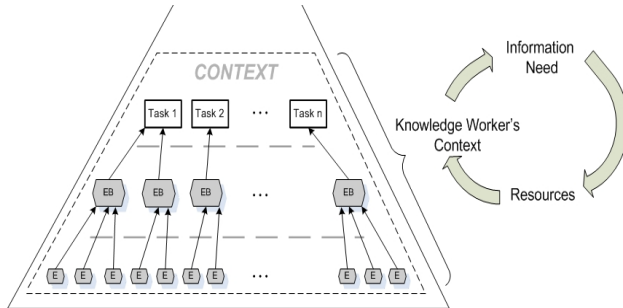 CONTEXT
Task 1
Task 2
...
Task n
EB
EB
EB
...
EB
E
E
E
E
E
E
E
...
E
E
E
Information
Need
Knowledge Worker's
Context
Resources